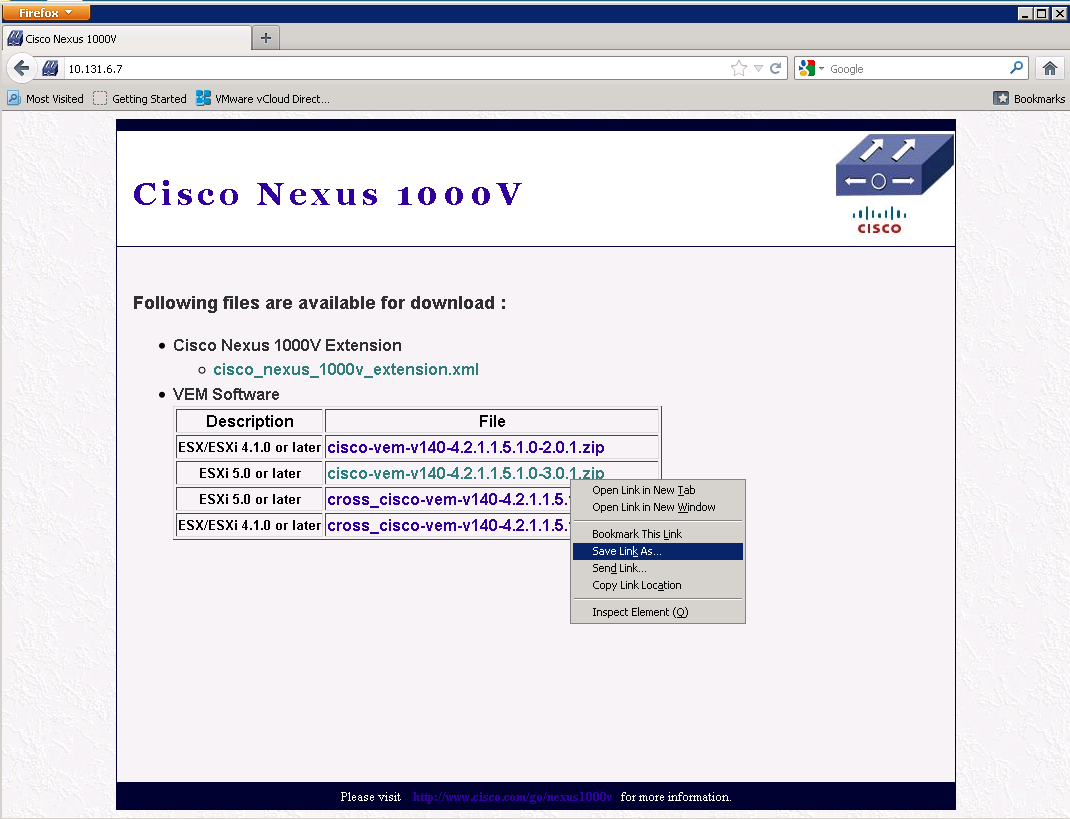 Firefox
Cisco Nexus 1000V
10.131.6.7
Google
Most Visited
Getting Started
VMware vCloud Direct...
Bookmarks
Cisco Nexus 1000V
CISCO
Following files are available for download :
Cisco Nexus 1000V Extension
cisco_nexus_1000v_extension.xml
VEM Software
Description File
ESX/ESXi 4.1.0 or later cisco-vem-v140-4.2.1.1.5.1.0-2.0.1.zip
ESXi 5.0 or later cisco-vem-v140-4.2.1.1.5.1.0-3.0.1.zip
ESXi 5.0 or later cross_cisco-vem-v140-4.2.1.1.5.
ESX/ESXi 4.1.0 or later cross_cisco-vem-v140-4.2.1.1.5.
Open Link in New Tab
Open Link in New Window
Bookmark This Link
Save Link As...
Send Link...
Copy Link Location
Inspect Element (Q)
Please visit http://www.cisco.com/go/nexus1000v for more information.